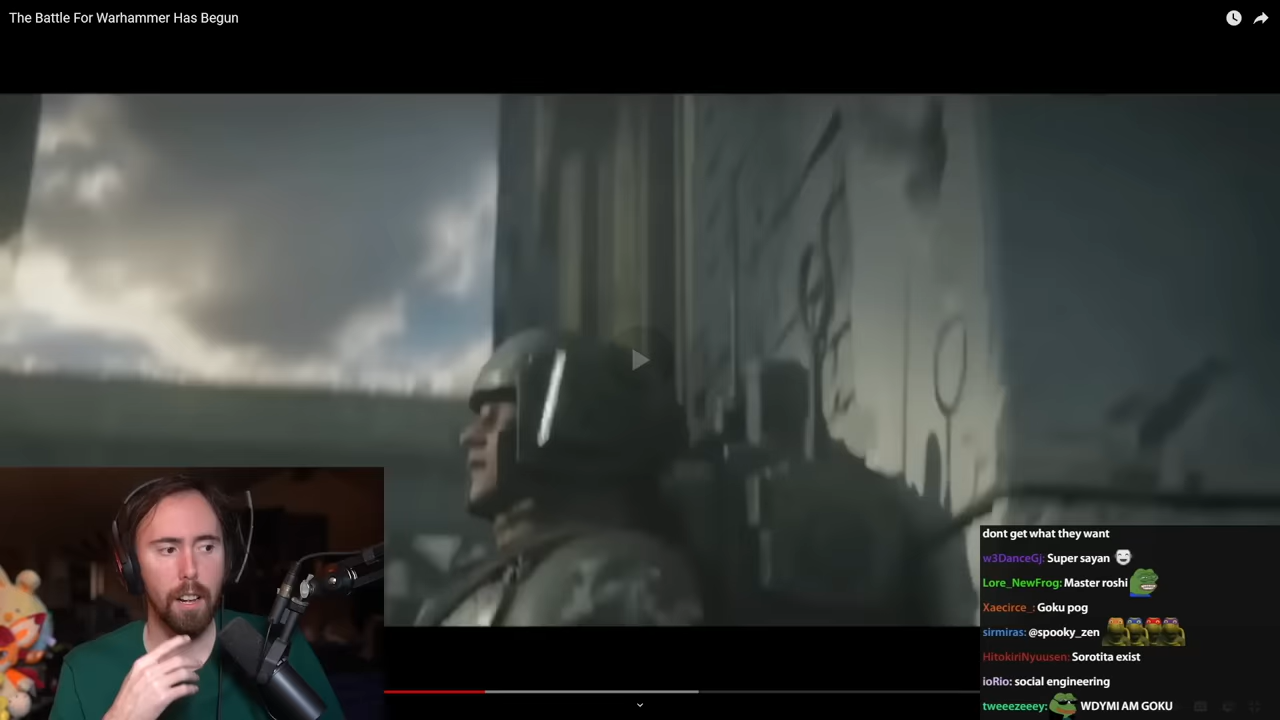 The Battle For Warhammer Has Begun
dont get what they want
w3DanceGj: Super sayan
Lore_NewFrog: Master roshi
Xaecirce_: Goku pog
sirmiras: @spooky_zen
HitokiriNyuusen: Sorotita exist
ioRio: social engineering
tweeezeeey: WDYMI AM GOKU